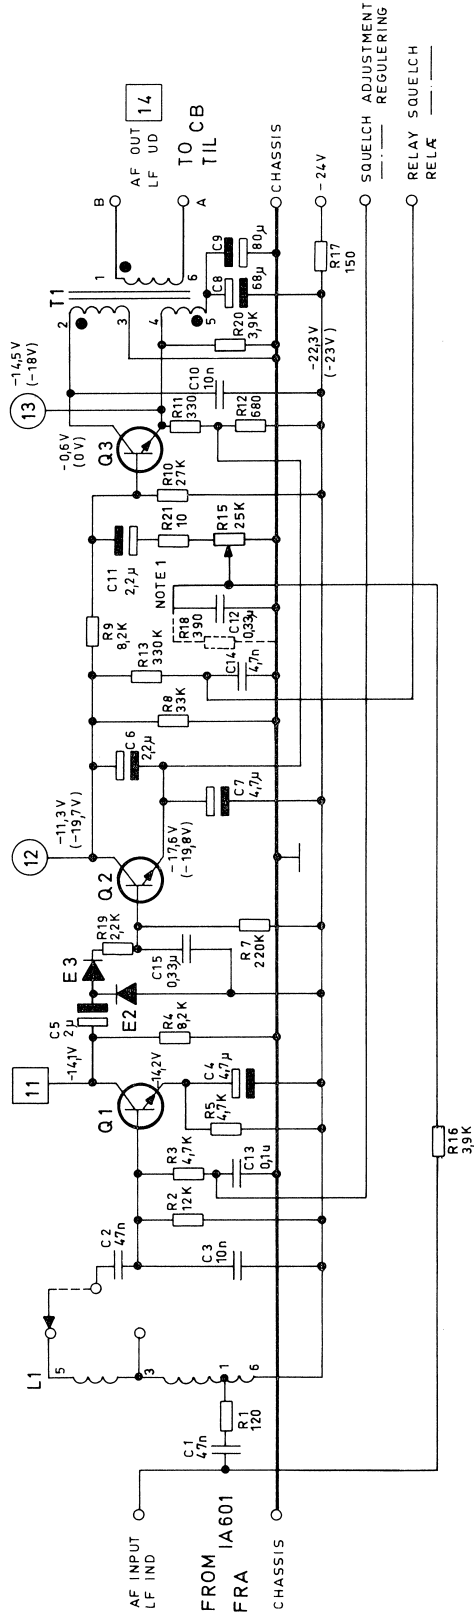 AF INPUT
LF IND
FROM IA601
FRA
CHASSIS
C1
47n
R1
120
L1
5
3
1
6
C2
47n
C3
10n
R2
12K
R3
4,7K
C13
0,1u
Q1
11
-14,1V
-14,2V
R5
4,7K
C4
4,7µ
R4
8,2K
C5
2µ
E2
E3
R19
2,2K
C15
0,33µ
R7
220K
Q2
12
-11,3V
(-19,7V)
-17,6V
(-19,8V)
C7
4,7µ
C6
2,2µ
R8
33K
R13
330K
C14
4,7n
R9
8,2K
R18
390
C12
0,33µ
NOTE 1
C11
2,2µ
R21
10
R15
25K
R10
27K
Q3
-0,6V
(0V)
13
-14,5V
(-18V)
R11
330
R12
680
C10
10n
R20
3,9K
T1
2
3
4
5
1
6
C8
68µ
C9
80µ
-22,3V
(-23V)
R17
150
R16
3,9K
B
A
AF OUT
LF UD
14
TO CB
TIL
CHASSIS
-24V
SQUELCH ADJUSTMENT
REGULERING
RELAY SQUELCH
RELÆ